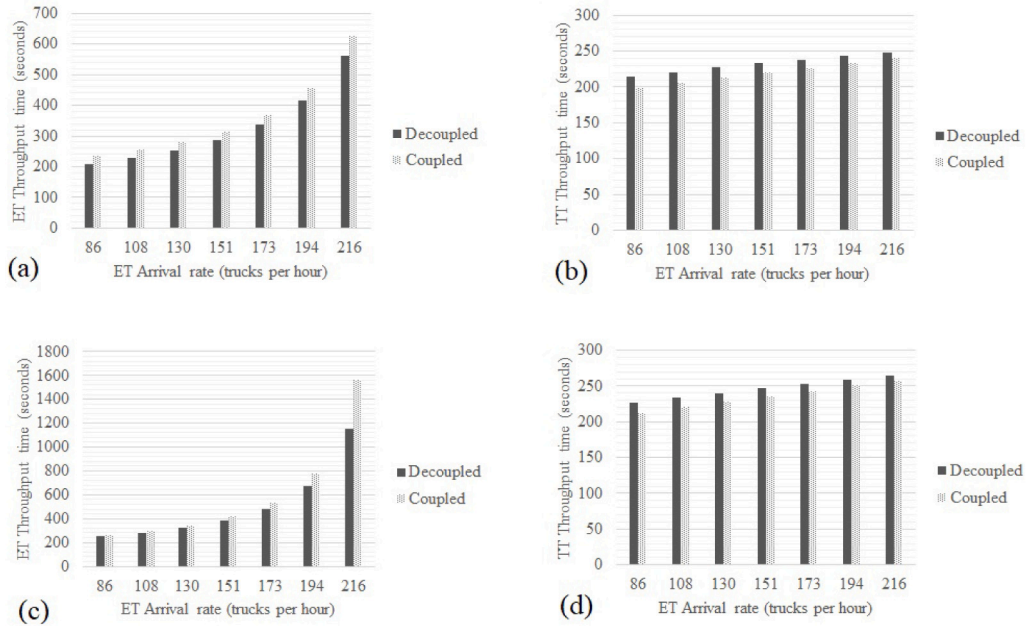 700
600
500
400
300
200
100
0
ET Throughput time (seconds)
86 108 130 151 173 194 216
ET Arrival rate (trucks per hour)
Decoupled
Coupled
(a)
300
250
200
150
100
50
0
TT Throughput time (seconds)
86 108 130 151 173 194 216
ET Arrival rate (trucks per hour)
Decoupled
Coupled
(b)
1800
1600
1400
1200
1000
800
600
400
200
0
ET Throughput time (seconds)
86 108 130 151 173 194 216
ET Arrival rate (trucks per hour)
Decoupled
Coupled
(c)
300
250
200
150
100
50
0
TT Throughput time (seconds)
86 108 130 151 173 194 216
ET Arrival rate (trucks per hour)
Decoupled
Coupled
(d)